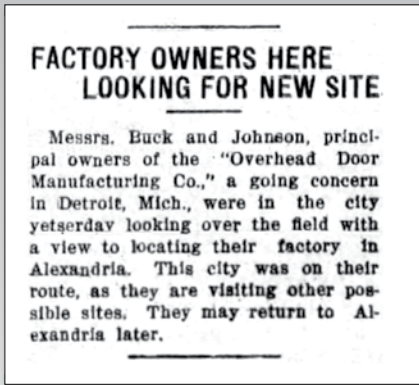 FACTORY OWNERS HERE
LOOKING FOR NEW SITE
Messrs. Buck and Johnson, princi-
pal owners of the "Overhead Door
Manufacturing Co.," a going concern
in Detroit, Mich., were in the city
yetserday looking over the field with
a view to locating their factory in
Alexandria. This city was on their
route, as they are visiting other pos-
sible sites. They may return to Al-
exandria later.